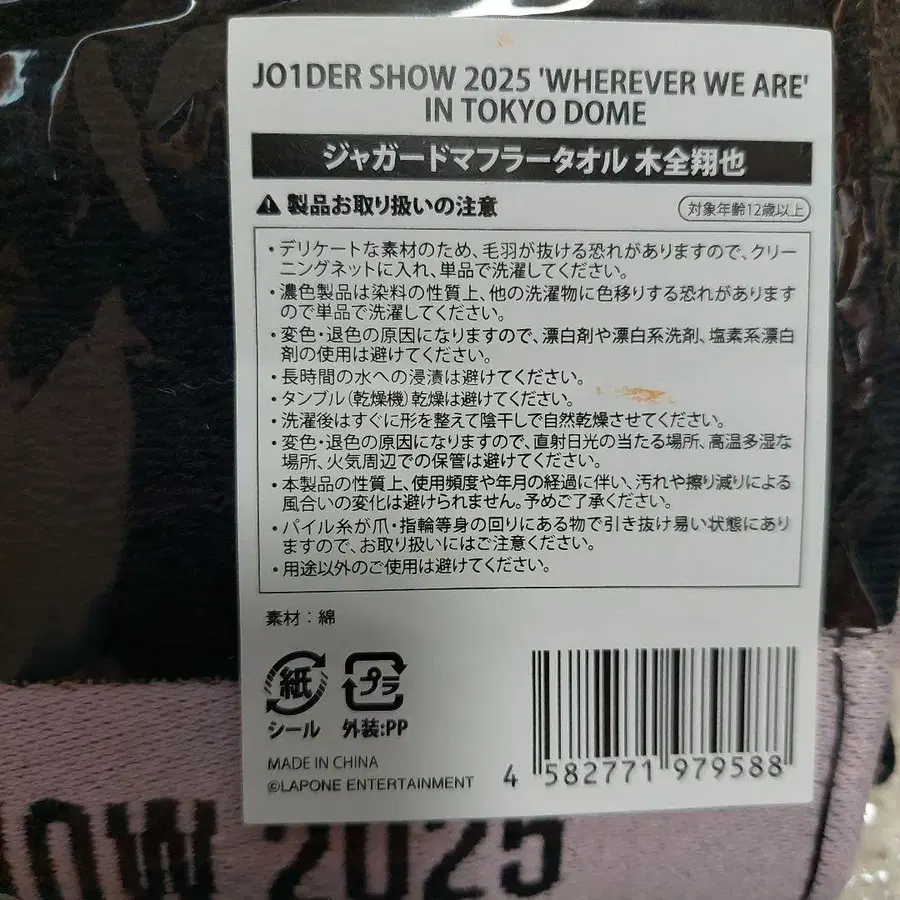 JO1DER SHOW 2025 'WHEREVER WE ARE'
IN TOKYO DOME
ジャガードマフラータオル 木全翔也
製品お取り扱いの注意
対象年齢12歳以上
・デリケートな素材のため、毛羽が抜ける恐れがありますので、クリー
ニングネットに入れ、単品で洗濯してください。
・濃色製品は染料の性質上、他の洗濯物に色移りする恐れがあります
ので単品で洗濯してください。
・変色・退色の原因になりますので、漂白剤や漂白系洗剤、塩素系漂白
剤の使用は避けてください。
・長時間の水への浸漬は避けてください。
・タンブル(乾燥機)乾燥は避けてください。
・洗濯後はすぐに形を整えて陰干しで自然乾燥させてください。
・変色・退色の原因になりますので、直射日光の当たる場所、高温多湿な
場所、火気周辺での保管は避けてください。
・本製品の性質上、使用頻度や年月の経過に伴い、汚れや擦り減りによる
風合いの変化は避けられません。予めご了承ください。
・パイル糸が爪・指輪等身の回りにある物で引き抜け易い状態にあり
ますので、お取り扱いにはご注意ください。
・用途以外のご使用は避けてください。
素材：綿
紙 プラ
シール 外装:PP
MADE IN CHINA
©LAPONE ENTERTAINMENT
4 582771 979588
OW 2025